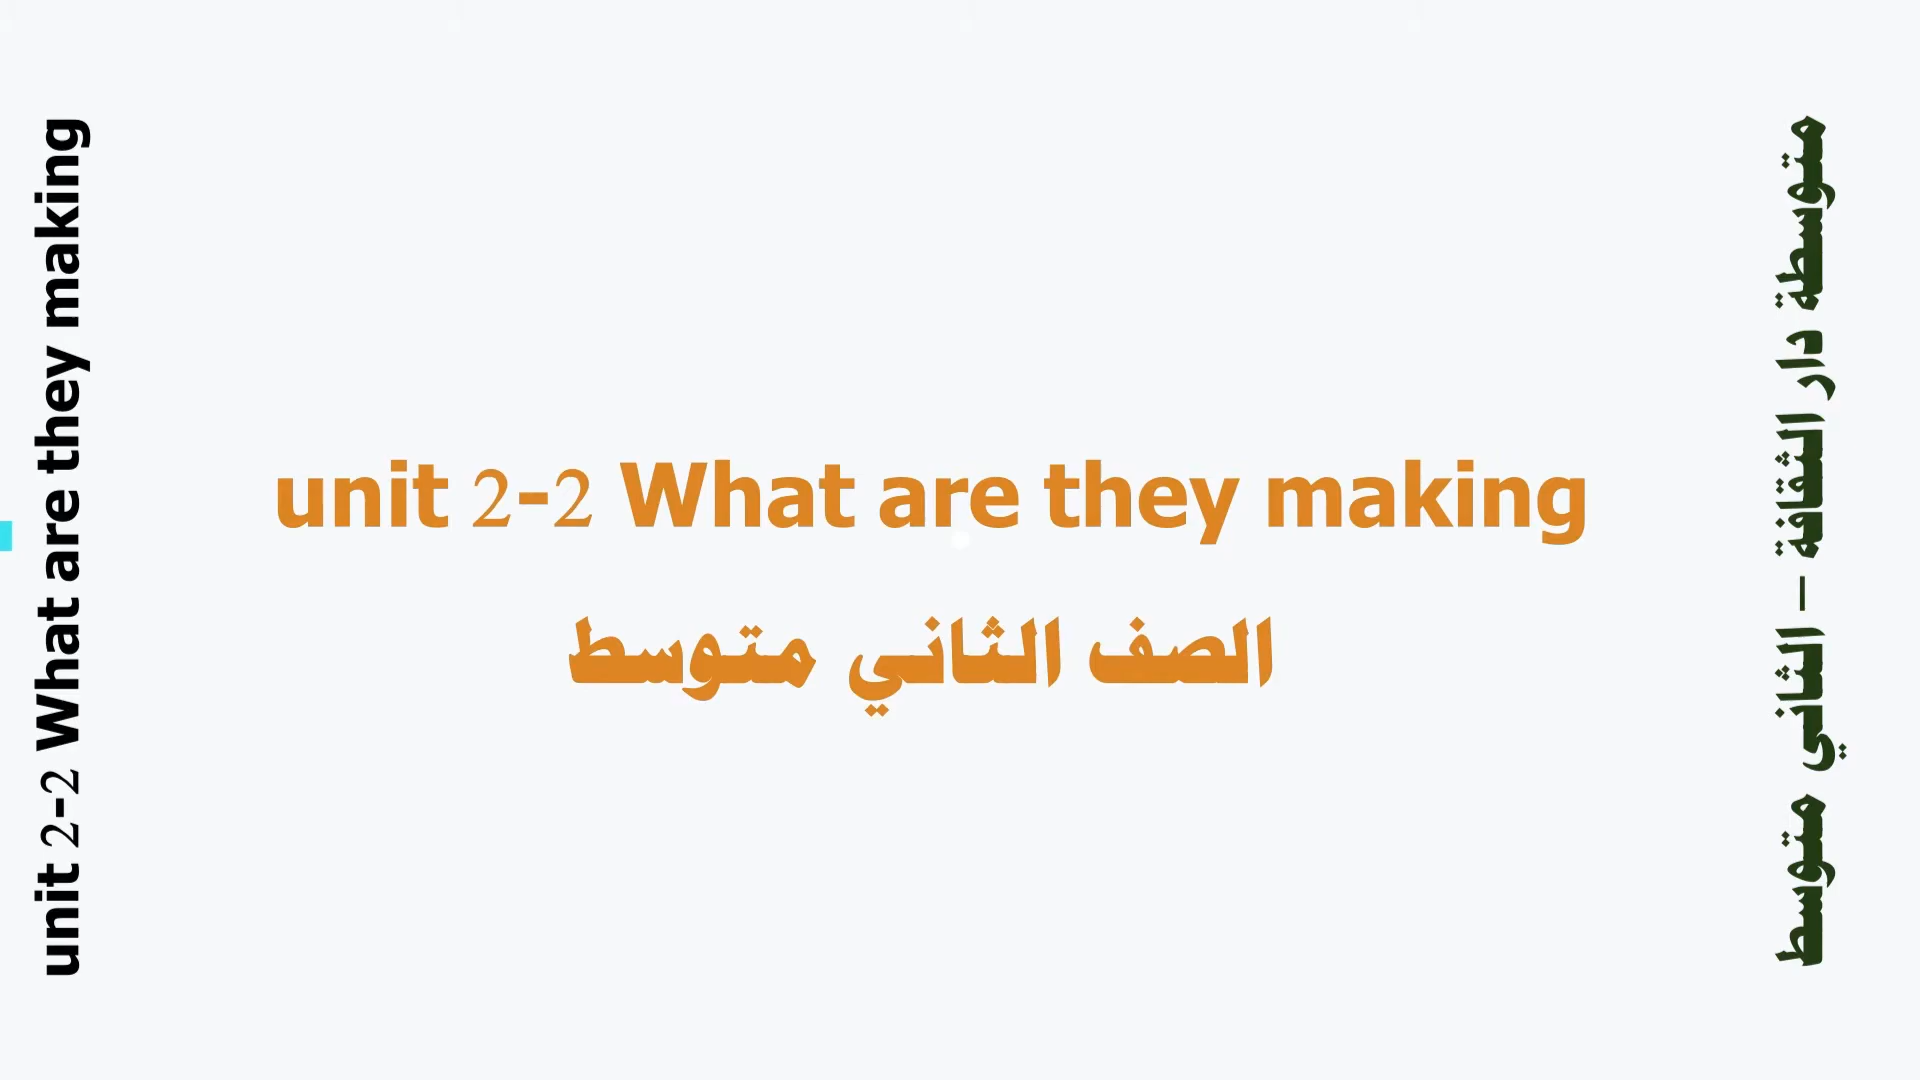 unit 2-2 What are they making
unit 2-2 What are they making
الصف الثاني متوسط
متوسطة دار الثقافة – الثاني متوسط